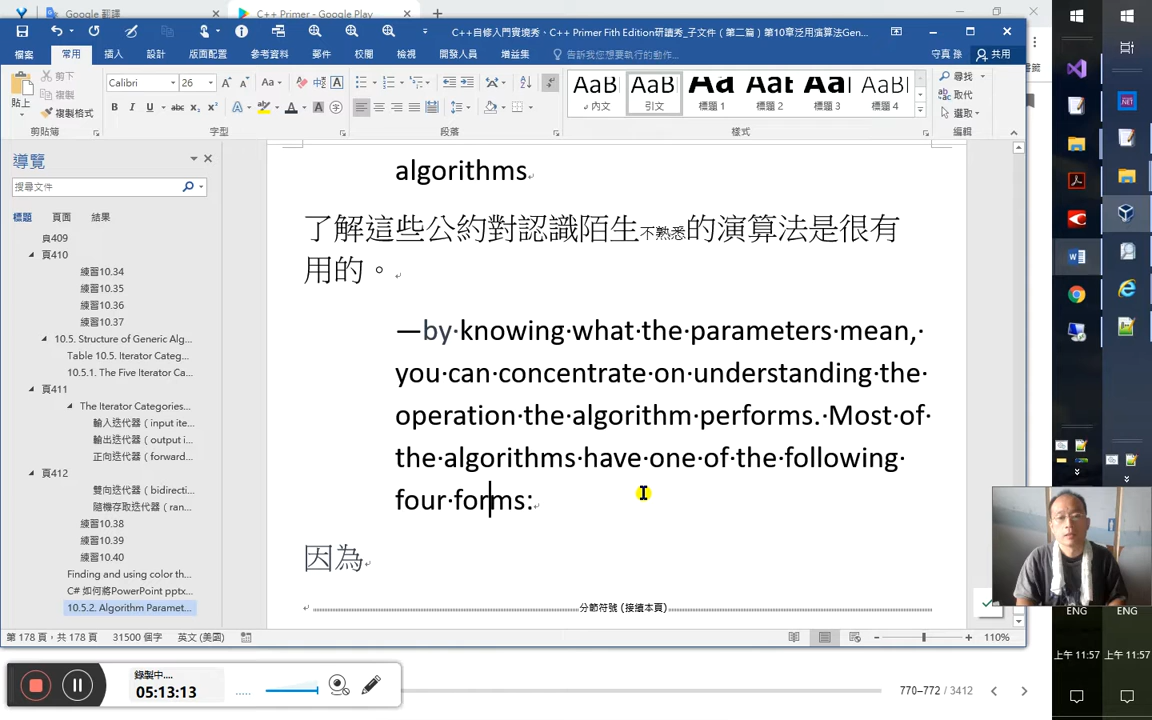 Google 翻譯
C++ Primer - Google Play
C++自修入門實境秀、C++ Primer Fith Edition研讀秀_子文件（第二篇）第10章泛用演算法Gen...
檔案
常用
插入
設計
版面配置
參考資料
郵件
校閱
檢視
開發人員
增益集
告訴我您想要執行的動作...
守真 孫
共用
貼上
剪下
複製
複製格式
剪貼簿
Calibri
26
字型
段落
AaB
內文
AaB
引文
AaB
標題 1
AaB
標題 2
AaB
標題 3
AaB
標題 4
樣式
尋找
取代
選取
編輯
導覽
搜尋文件
標題
頁面
結果
頁409
頁410
練習10.34
練習10.35
練習10.36
練習10.37
10.5. Structure of Generic Alg...
Table 10.5. Iterator Categ...
10.5.1. The Five Iterator Ca...
頁411
The Iterator Categories...
輸入迭代器（input ite...
輸出迭代器（output i...
正向迭代器（forward...
頁412
雙向迭代器（bidirecti...
隨機存取迭代器（ran...
練習10.38
練習10.39
練習10.40
Finding and using color th...
C# 如何將PowerPoint pptx...
10.5.2. Algorithm Paramet...
algorithms.
了解這些公約對認識陌生不熟悉的演算法是很有
用的。
—by knowing what the parameters mean,
you can concentrate on understanding the
operation the algorithm performs. Most of
the algorithms have one of the following
four forms:
因為
分節符號 (接續本頁)
第 178 頁，共 178 頁
31500 個字
英文 (美國)
110%
錄製中...
05:13:13
770–772 / 3412
ENG
ENG
上午 11:57
上午 11:57